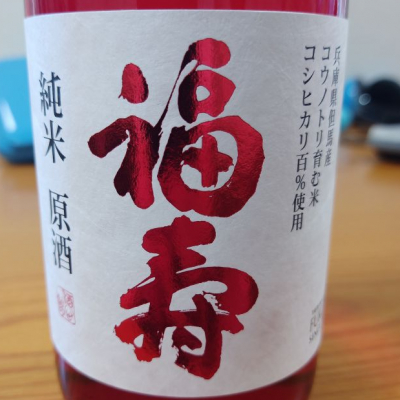 兵庫県但馬産
コウノトリ育む米
コシヒカリ百%使用
福寿
純米 原酒